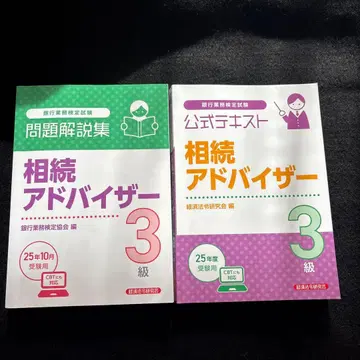 銀行業務検定試験
問題解説集
相続
アドバイザー
3
級
銀行業務検定協会 編
25年10月
受験用
CBTにも
対応
経済法令研究会
銀行業務検定試験
公式テキスト
相続
アドバイザー
経済法令研究会 編
3
級
25年度
受験用
CBTにも
対応
経済法令研究会